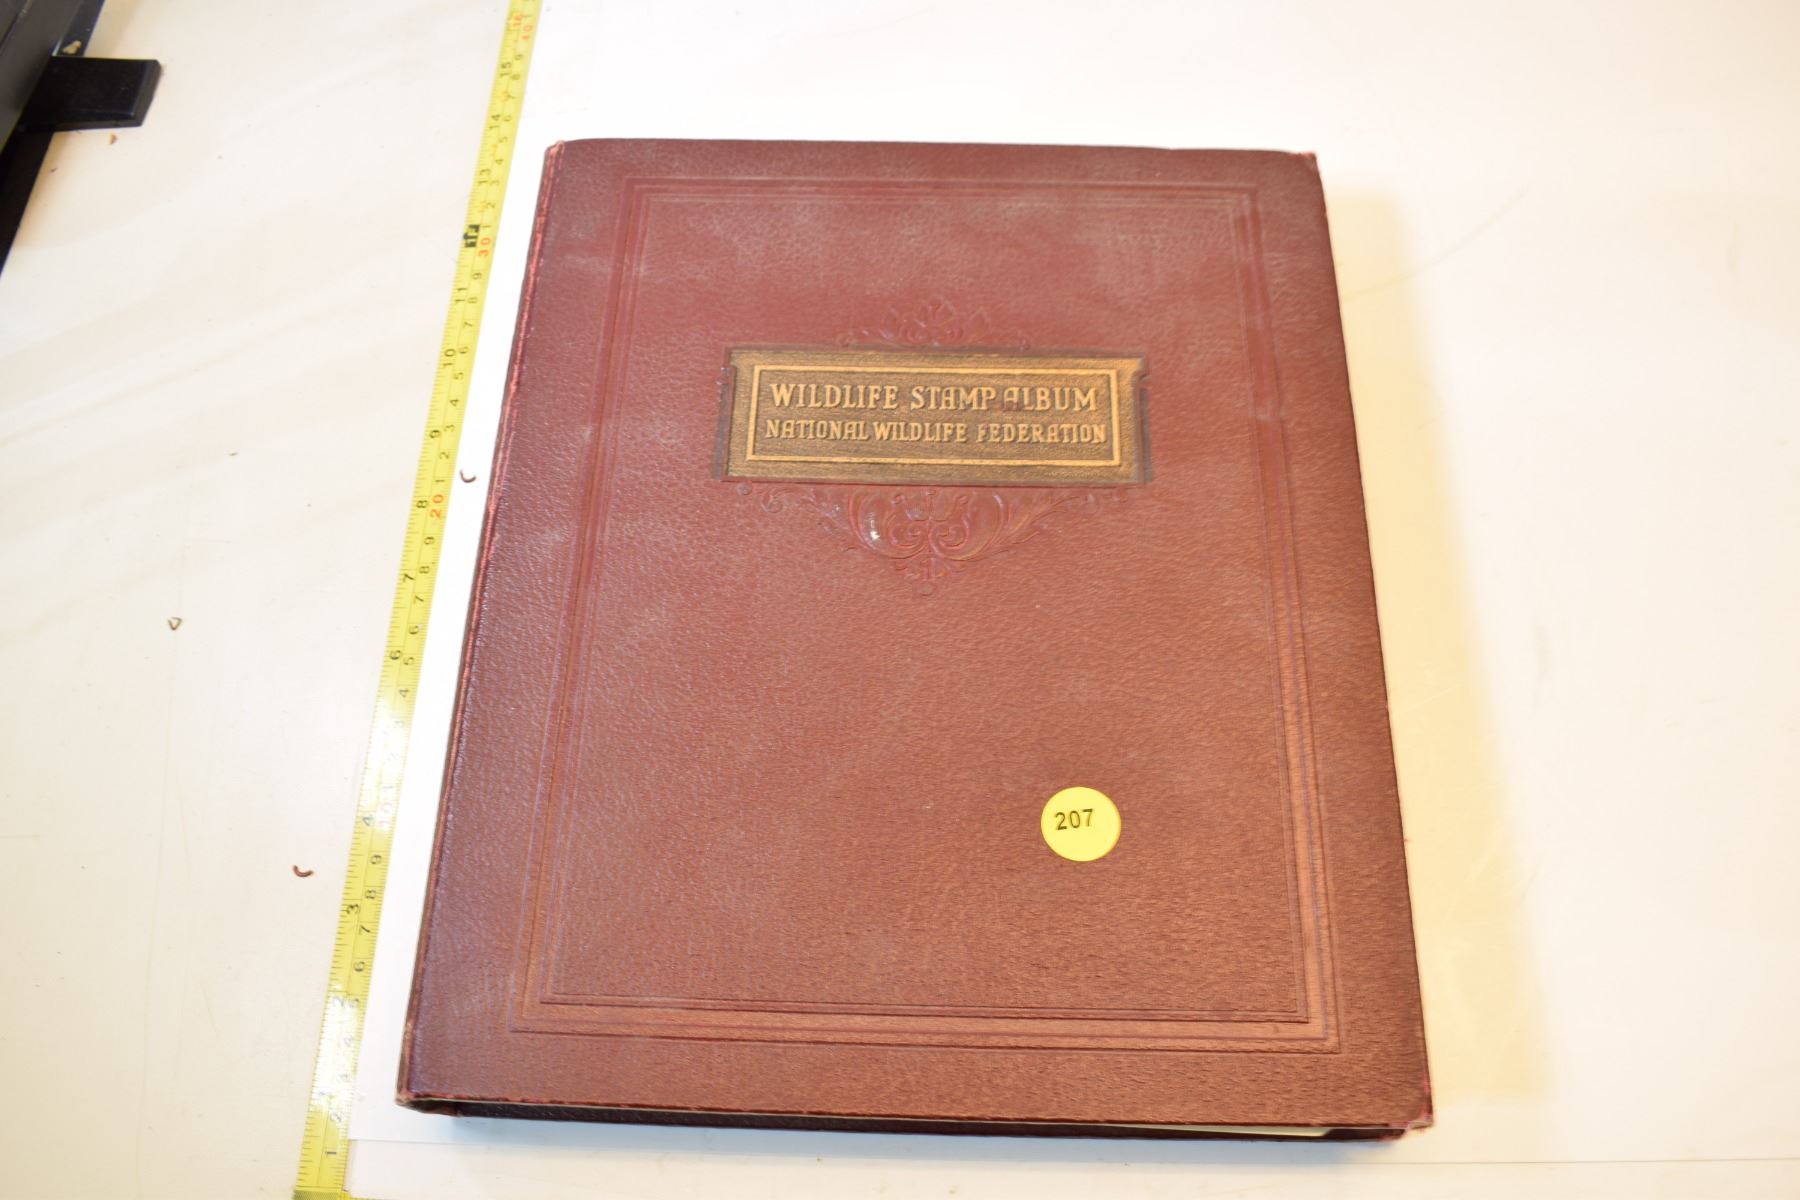 WILDLIFE STAMP ALBUM
NATIONAL WILDLIFE FEDERATION
207